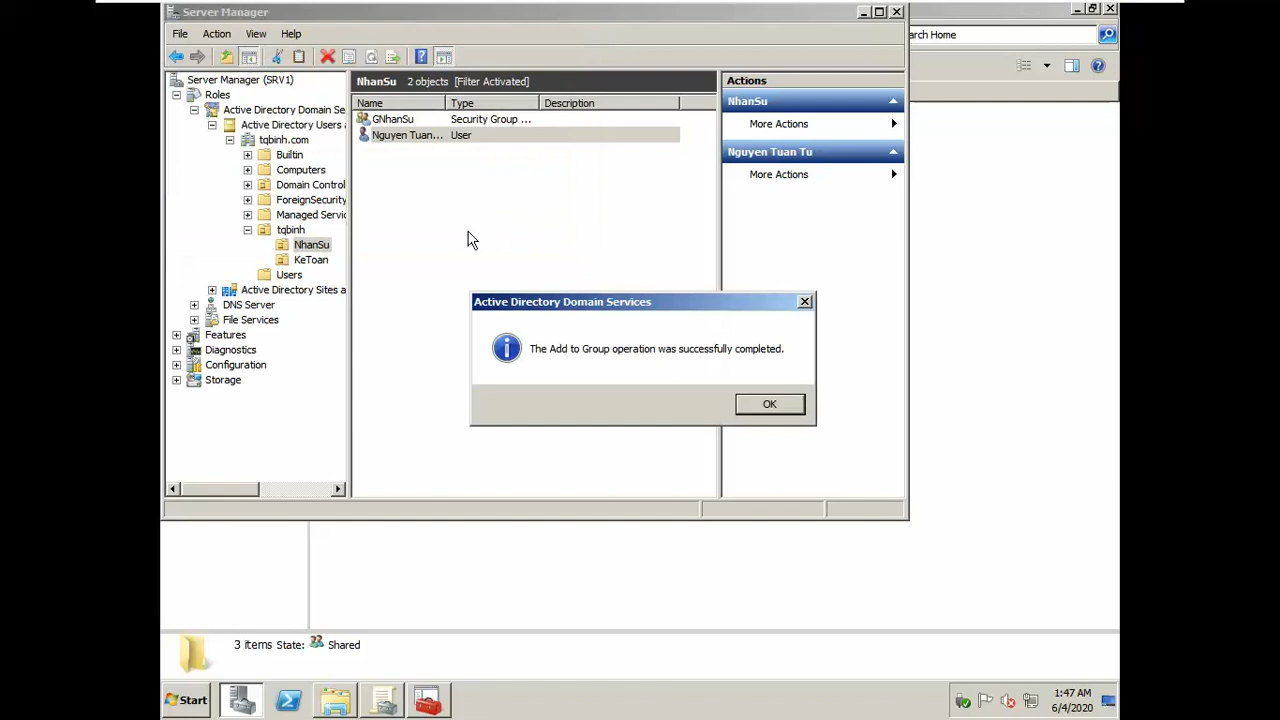 Server Manager
File Action View Help
arch Home
Server Manager (SRV1)
Roles
Active Directory Domain Se
Active Directory Users
tqbinh.com
Builtin
Computers
Domain Control
ForeignSecurity
Managed Servic
tqbinh
NhanSu
KeToan
Users
Active Directory Sites a
DNS Server
File Services
Features
Diagnostics
Configuration
Storage
NhanSu 2 objects [Filter Activated]
Name Type Description
GNhanSu Security Group ...
Nguyen Tuan... User
Actions
NhanSu
More Actions
Nguyen Tuan Tu
More Actions
Active Directory Domain Services
The Add to Group operation was successfully completed.
OK
3 items State: Shared
Start
1:47 AM
6/4/2020